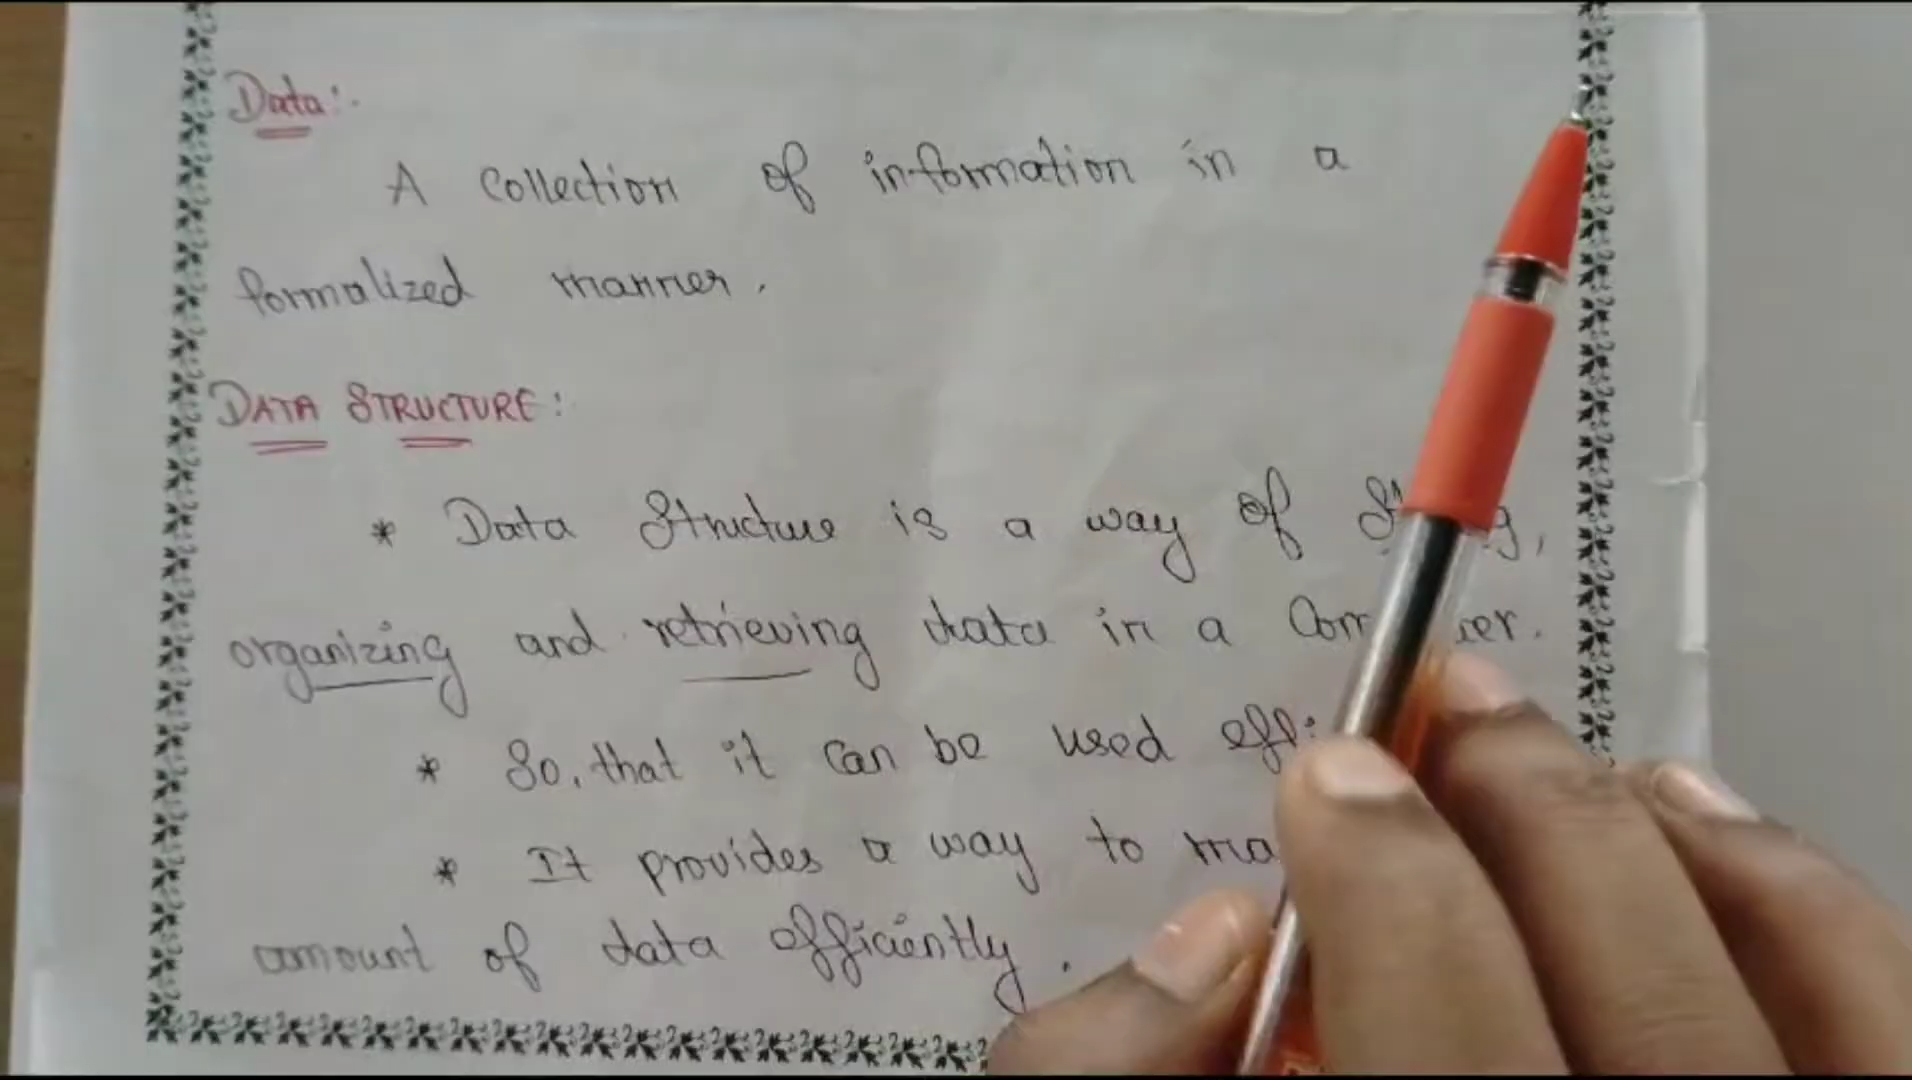 Data:-
A collection of information in a
formalized manner.
DATA STRUCTURE:
* Data Structure is a way of
organizing and retrieving data in a
* So, that it can be used
* It provides a way to
amount of data efficiently.